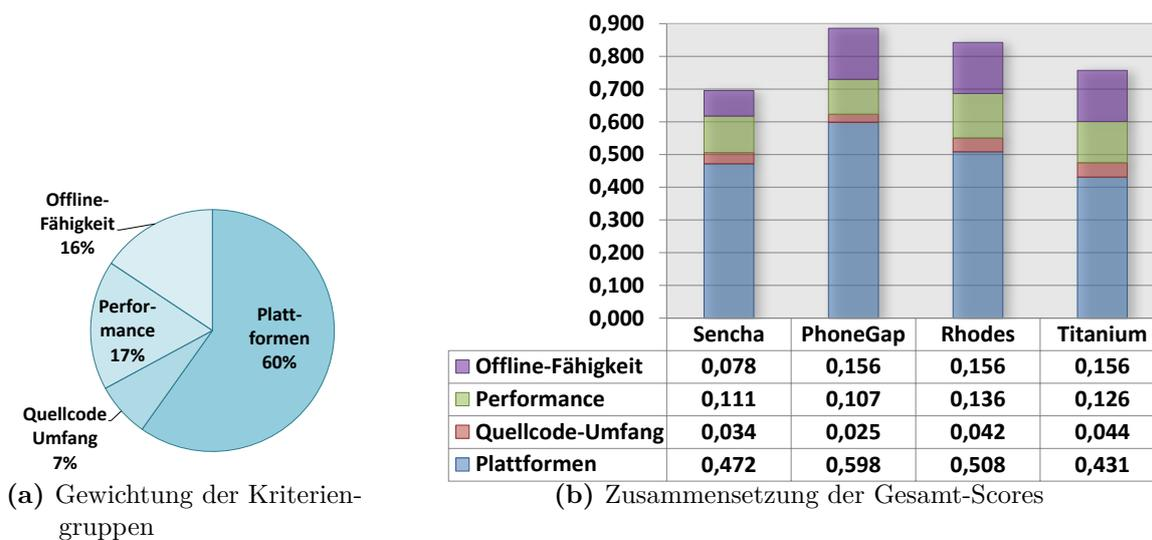 Offline-
Fähigkeit
16%
Perfor-
mance
17%
Platt-
formen
60%
Quellcode
Umfang
7%
(a) Gewichtung der Kriterien-
gruppen
0,900
0,800
0,700
0,600
0,500
0,400
0,300
0,200
0,100
0,000
Sencha PhoneGap Rhodes Titanium
Offline-Fähigkeit 0,078 0,156 0,156 0,156
Performance 0,111 0,107 0,136 0,126
Quellcode-Umfang 0,034 0,025 0,042 0,044
Plattformen 0,472 0,598 0,508 0,431
(b) Zusammensetzung der Gesamt-Scores